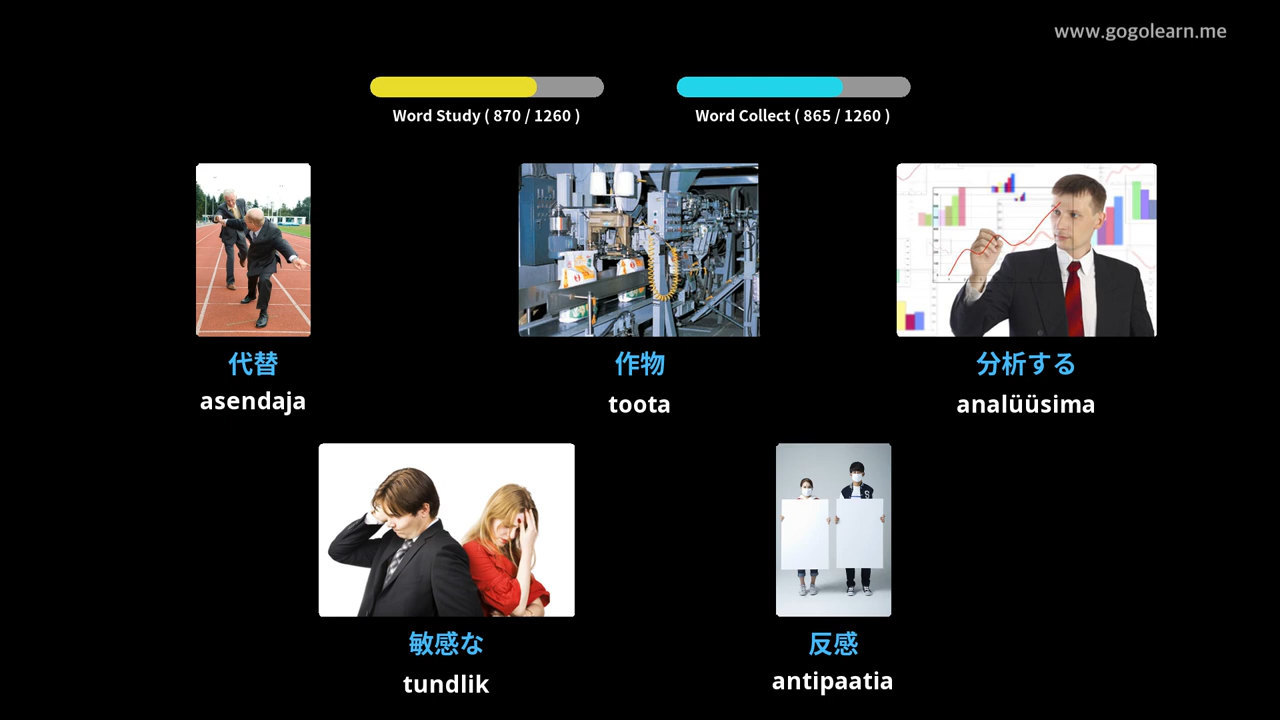 www.gogolearn.me
Word Study ( 870 / 1260 )
Word Collect ( 865 / 1260 )
代替
asendaja
作物
toota
分析する
analüüsima
敏感な
tundlik
反感
antipaatia